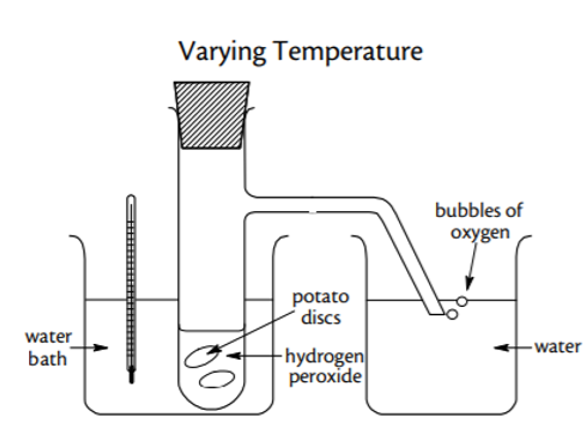 Varying Temperature
bubbles of
oxygen
potato
discs
water
bath
hydrogen
peroxide
water